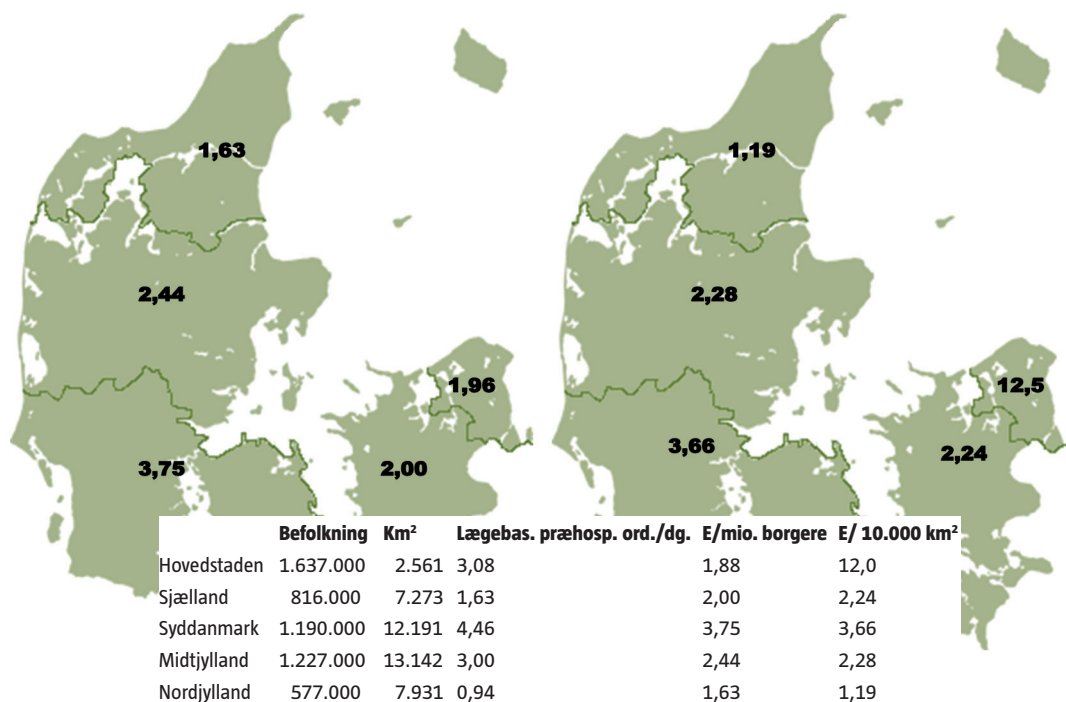 1,63
2,44
1,96
3,75
2,00
1,19
2,28
12,5
3,66
2,24
Befolkning Km² Lægebas. præhosp. ord./dg. E/mio. borgere E/ 10.000 km²
Hovedstaden 1.637.000 2.561 3,08 1,88 12,0
Sjælland 816.000 7.273 1,63 2,00 2,24
Syddanmark 1.190.000 12.191 4,46 3,75 3,66
Midtjylland 1.227.000 13.142 3,00 2,44 2,28
Nordjylland 577.000 7.931 0,94 1,63 1,19